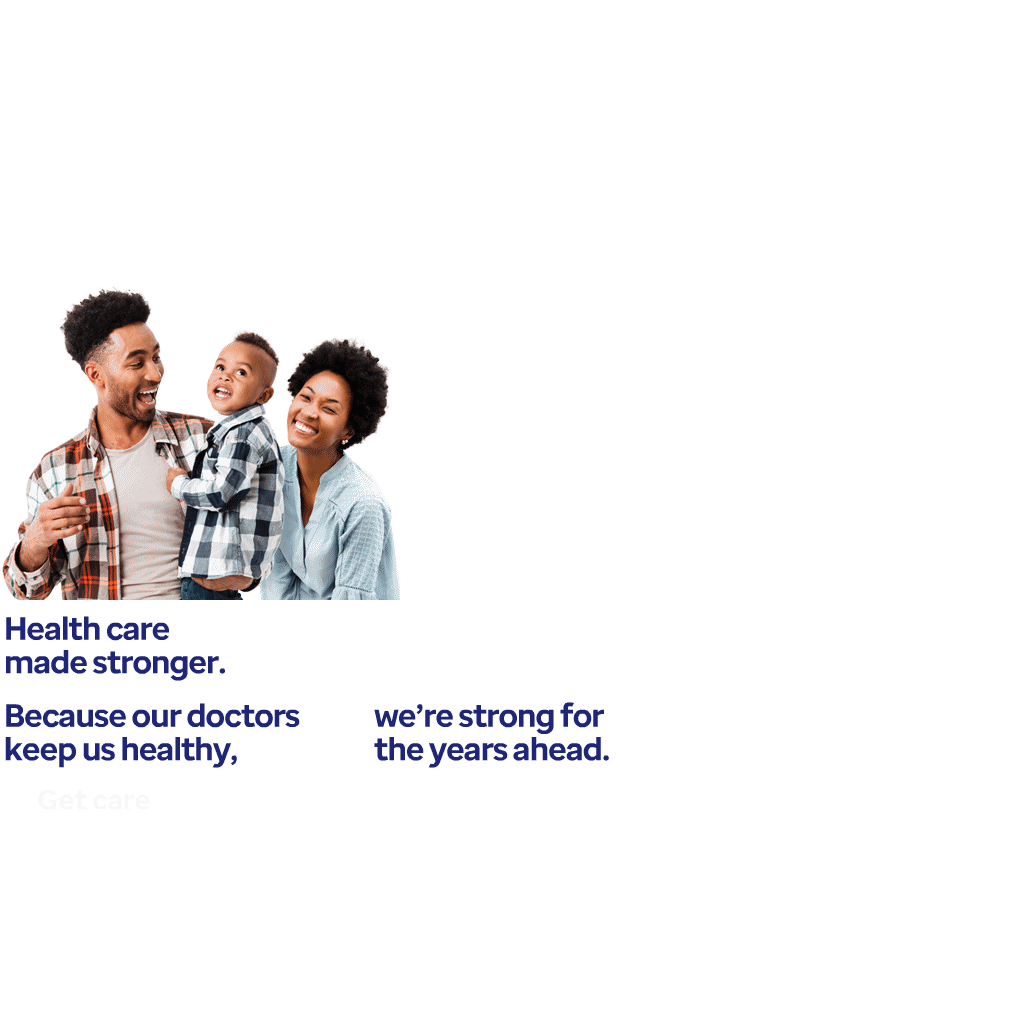 Health care
made stronger.
Because our doctors
keep us healthy,
we’re strong for
the years ahead.
Get care